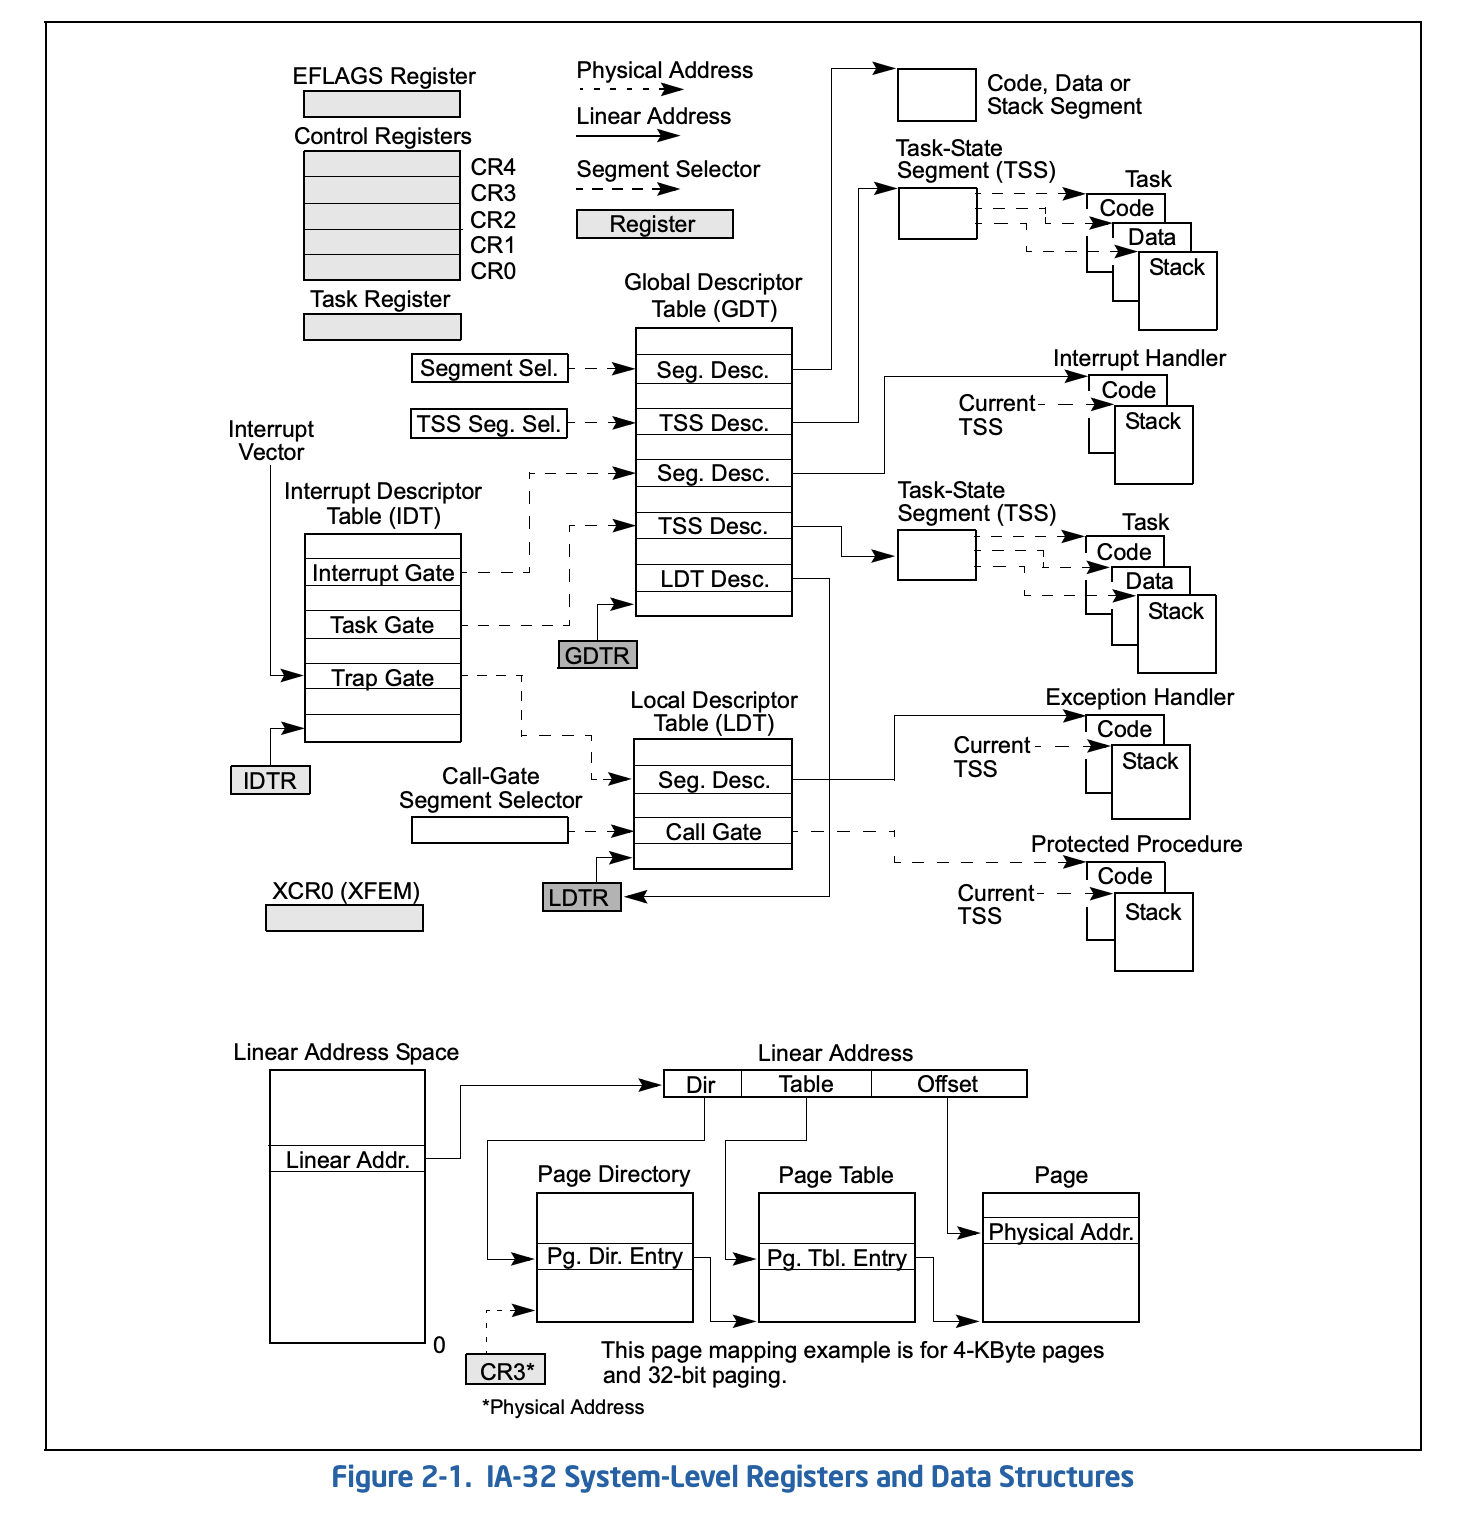 EFLAGS Register
Control Registers
CR4
CR3
CR2
CR1
CR0
Task Register
Physical Address
Linear Address
Segment Selector
Register
Code, Data or
Stack Segment
Task-State
Segment (TSS)
Task
Code
Data
Stack
Global Descriptor
Table (GDT)
Segment Sel.
Seg. Desc.
TSS Seg. Sel.
TSS Desc.
Seg. Desc.
TSS Desc.
LDT Desc.
GDTR
Interrupt Handler
Code
Current
TSS
Stack
Interrupt
Vector
Interrupt Descriptor
Table (IDT)
Interrupt Gate
Task Gate
Trap Gate
IDTR
Task-State
Segment (TSS)
Task
Code
Data
Stack
Local Descriptor
Table (LDT)
Seg. Desc.
Call-Gate
Segment Selector
Call Gate
LDTR
XCR0 (XFEM)
Exception Handler
Code
Current
TSS
Stack
Protected Procedure
Code
Current
TSS
Stack
Linear Address Space
Linear Addr.
0
Linear Address
Dir Table Offset
Page Directory
Pg. Dir. Entry
Page Table
Pg. Tbl. Entry
Page
Physical Addr.
CR3*
*Physical Address
This page mapping example is for 4-KByte pages
and 32-bit paging.
Figure 2-1. IA-32 System-Level Registers and Data Structures